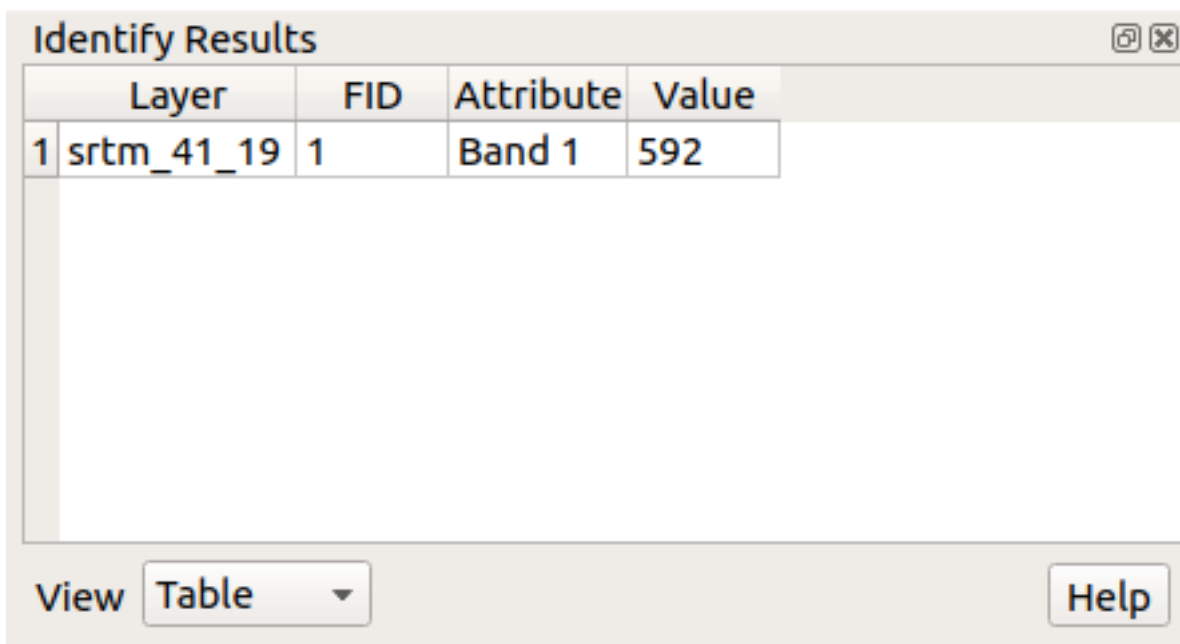 Identify Results
Layer FID Attribute Value
1 srtm_41_19 1 Band 1 592
View Table Help